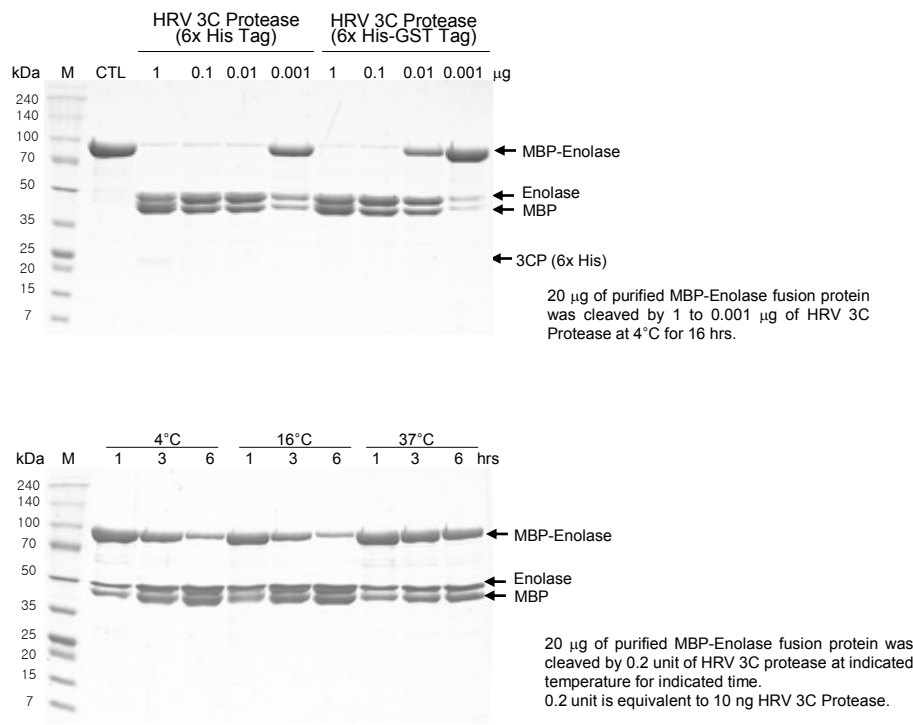 HRV 3C Protease HRV 3C Protease
(6x His Tag) (6x His-GST Tag)
kDa M CTL 1 0.1 0.01 0.001 1 0.1 0.01 0.001 μg
240
140
100
70
50
35
25
20
15
7
MBP-Enolase
Enolase
MBP
3CP (6x His)
20 μg of purified MBP-Enolase fusion protein
was cleaved by 1 to 0.001 μg of HRV 3C
Protease at 4°C for 16 hrs.
4°C 16°C 37°C
kDa M 1 3 6 1 3 6 1 3 6 hrs
240
140
100
70
50
35
25
20
15
7
MBP-Enolase
Enolase
MBP
20 μg of purified MBP-Enolase fusion protein was
cleaved by 0.2 unit of HRV 3C protease at indicated
temperature for indicated time.
0.2 unit is equivalent to 10 ng HRV 3C Protease.